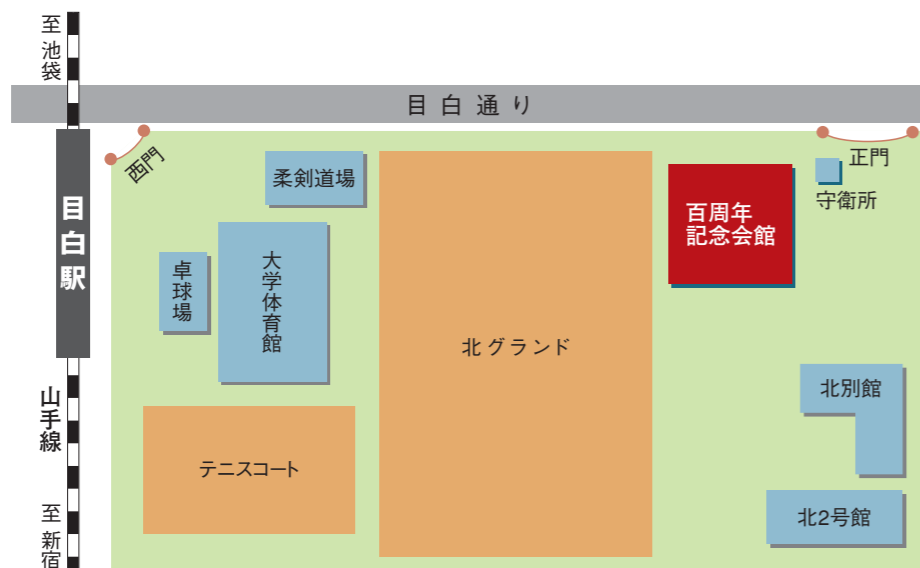 至池袋
目白通り
西門
正門
柔剣道場
守衛所
百周年
記念会館
目白駅
卓球場
大学体育館
北グランド
北別館
山手線
テニスコート
北2号館
至新宿